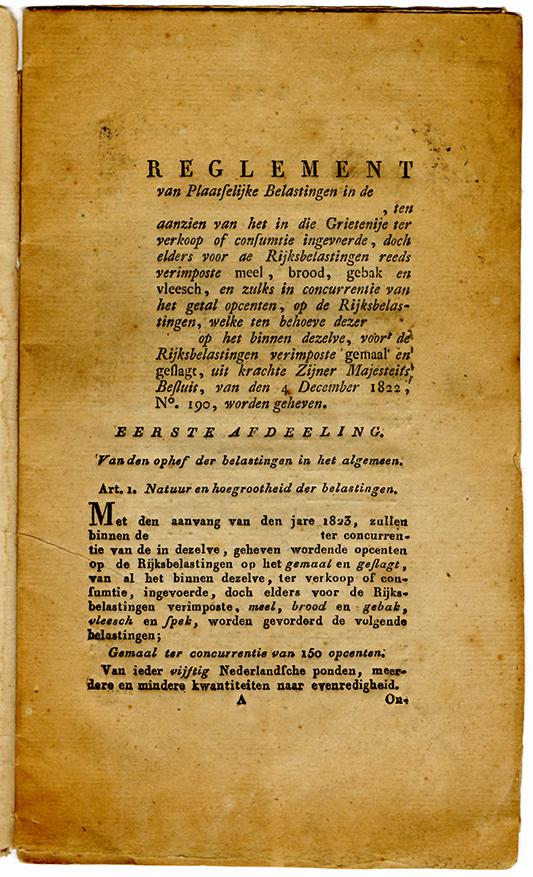 REGLEMENT
van Plaatſelijke Belastingen in de
, ten
aanzien van het in die Grietenije ter
verkoop of conſumtie ingevoerde, doch
elders voor de Rijksbelastingen reeds
verimposte meel, brood, gebak en
vleesch, en zulks in concurrentie van
het getal opcenten, op de Rijksbelas-
tingen, welke ten behoeve dezer
op het binnen dezelve, voor de
Rijksbelastingen verimposte gemaal en
geſlagt, uit krachte Zijner Majesteits
Beſluit, van den 4 December 1822,
N°. 190, worden geheven.
EERSTE AFDEELING.
Van den ophef der belastingen in het algemeen.
Art. 1. Natuur en hoegrootheid der belastingen.
Met den aanvang van den jare 1823, zullen
binnen de ter concurren-
tie van de in dezelve, geheven wordende opcenten
op de Rijksbelastingen op het gemaal en geſlagt,
van al het binnen dezelve, ter verkoop of con-
ſumtie, ingevoerde, doch elders voor de Rijks-
belastingen verimposte, meel, brood en gebak,
vleesch en ſpek, worden gevorderd de volgende
belastingen;
Gemaal ter concurrentie van 150 opcenten.
Van ieder vijftig Nederlandſche ponden, meer-
dere en mindere kwantiteiten naar evenredigheid.
A On-